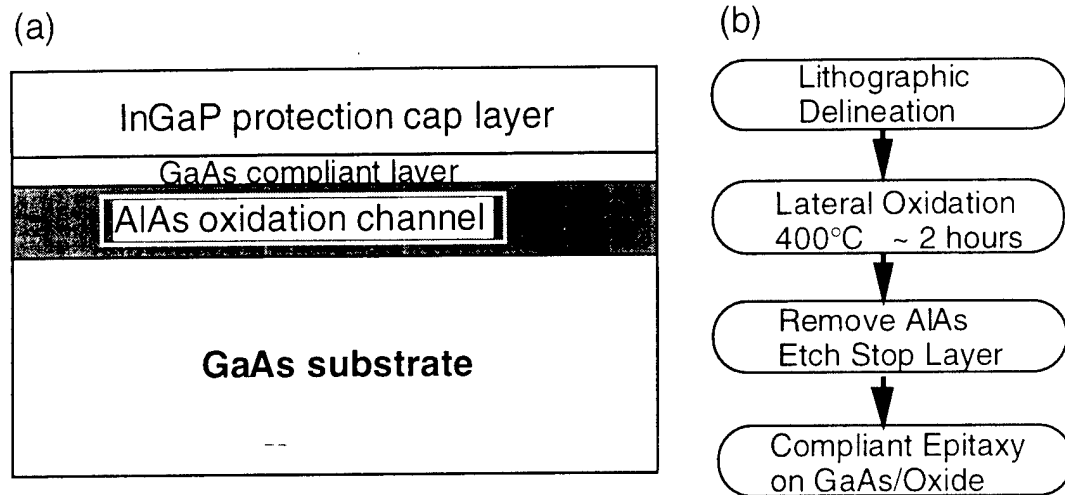 (a)
InGaP protection cap layer
GaAs compliant layer
AlAs oxidation channel
GaAs substrate
(b)
Lithographic
Delineation
Lateral Oxidation
400°C ~ 2 hours
Remove AlAs
Etch Stop Layer
Compliant Epitaxy
on GaAs/Oxide